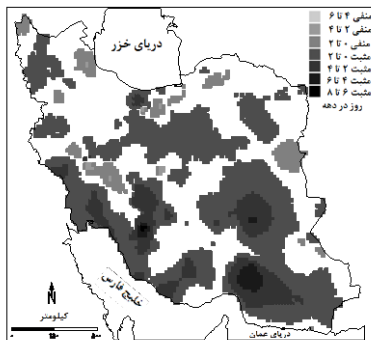 منفی ۴ تا ۶
منفی ۲ تا ۴
منفی ۰ تا ۲
مثبت ۰ تا ۲
مثبت ۲ تا ۴
مثبت ۴ تا ۶
مثبت ۶ تا ۸
روز در دهه
دریای خزر
خلیج فارس
N
کیلومتر
دریای عمان